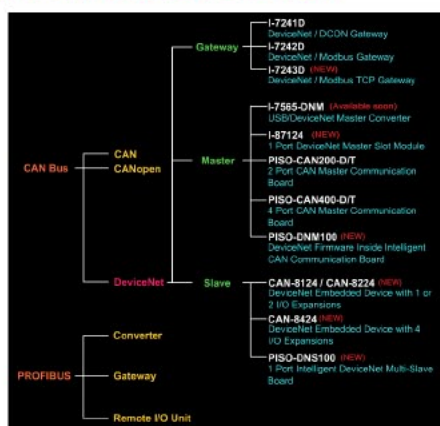 I-7241D
DeviceNet / DCON Gateway
Gateway
I-7242D
DeviceNet / Modbus Gateway
I-7243D (NEW)
DeviceNet / Modbus TCP Gateway
I-7565-DNM (Available soon)
USB/DeviceNet Master Converter
I-87124 (NEW)
1 Port DeviceNet Master Slot Module
CAN
Master
PISO-CAN200-D/T
CAN Bus
CANopen
2 Port CAN Master Communication
Board
PISO-CAN400-D/T
4 Port CAN Master Communication
Board
PISO-DNM100 (NEW)
DeviceNet Firmware Inside Intelligent
CAN Communication Board
DeviceNet
Slave
CAN-8124 / CAN-8224 (NEW)
DeviceNet Embedded Device with 1 or
2 I/O Expansions
CAN-8424 (NEW)
DeviceNet Embedded Device with 4
I/O Expansions
Converter
PISO-DNS100 (NEW)
1 Port Intelligent DeviceNet Multi-Slave
Board
PROFIBUS
Gateway
Remote I/O Unit